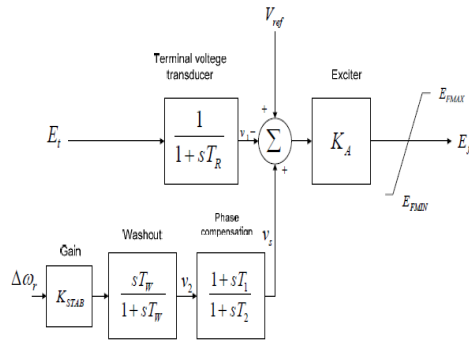 V_ref
Terminal voltege
transducer
Exciter
E_t
1
1 + sT_R
v_1
−
+
Σ
+
K_A
E_FMAX
E_f
E_FMIN
Gain
Washout
Phase
compensation
v_s
Δω_r
K_STAB
sT_W
1 + sT_W
v_2
1 + sT_1
1 + sT_2